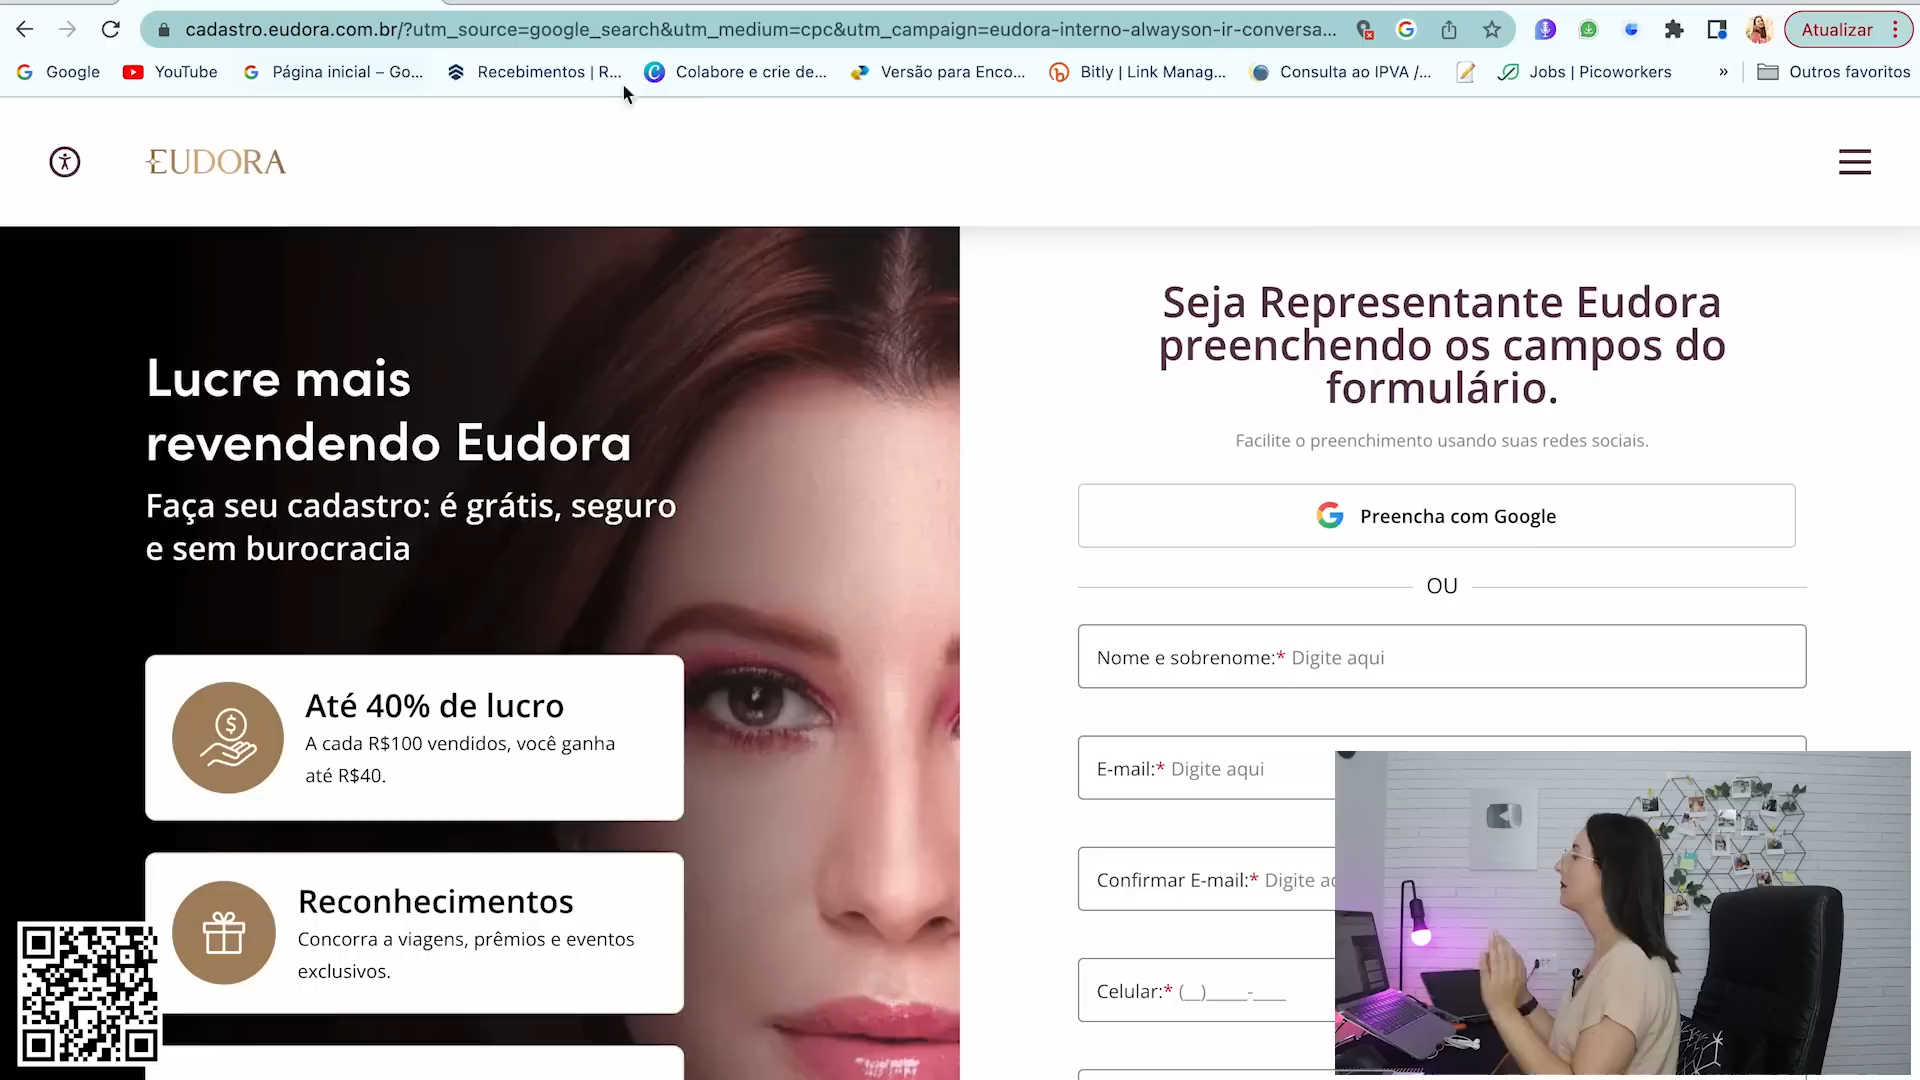 cadastro.eudora.com.br/?utm_source=google_search&utm_medium=cpc&utm_campaign=eudora-interno-alwayson-ir-conversa...
Atualizar
Google
YouTube
Página inicial – Go...
Recebimentos | R...
Colabore e crie de...
Versão para Enco...
Bitly | Link Manag...
Consulta ao IPVA /...
Jobs | Picoworkers
»
Outros favoritos
EUDORA
Lucre mais
revendendo Eudora
Faça seu cadastro: é grátis, seguro
e sem burocracia
Até 40% de lucro
A cada R$100 vendidos, você ganha
até R$40.
Reconhecimentos
Concorra a viagens, prêmios e eventos
exclusivos.
Seja Representante Eudora
preenchendo os campos do
formulário.
Facilite o preenchimento usando suas redes sociais.
Preencha com Google
OU
Nome e sobrenome:* Digite aqui
E-mail:* Digite aqui
Confirmar E-mail:* Digite
Celular:* (__)_____-____